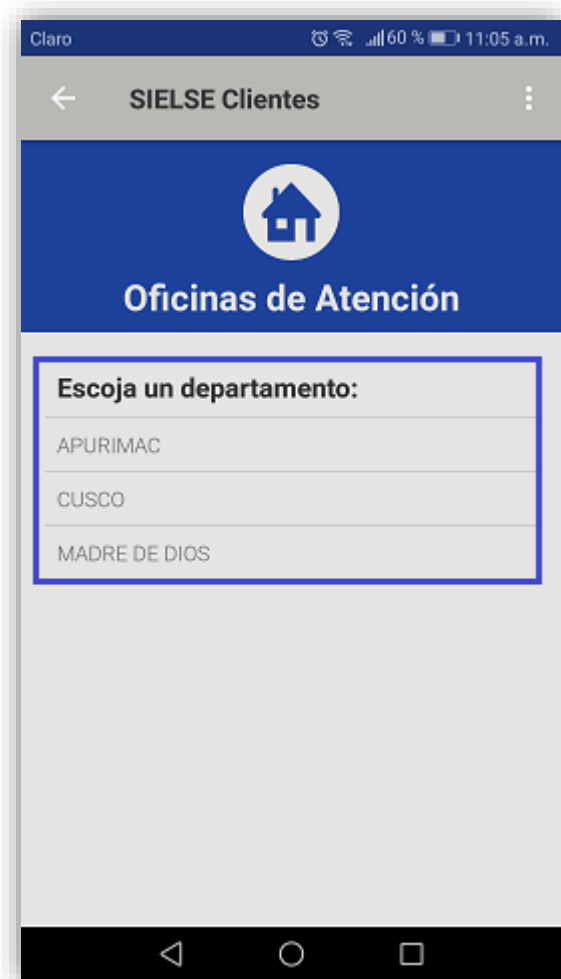 Claro 60 % 11:05 a.m.
SIELSE Clientes
Oficinas de Atención
Escoja un departamento:
APURIMAC
CUSCO
MADRE DE DIOS